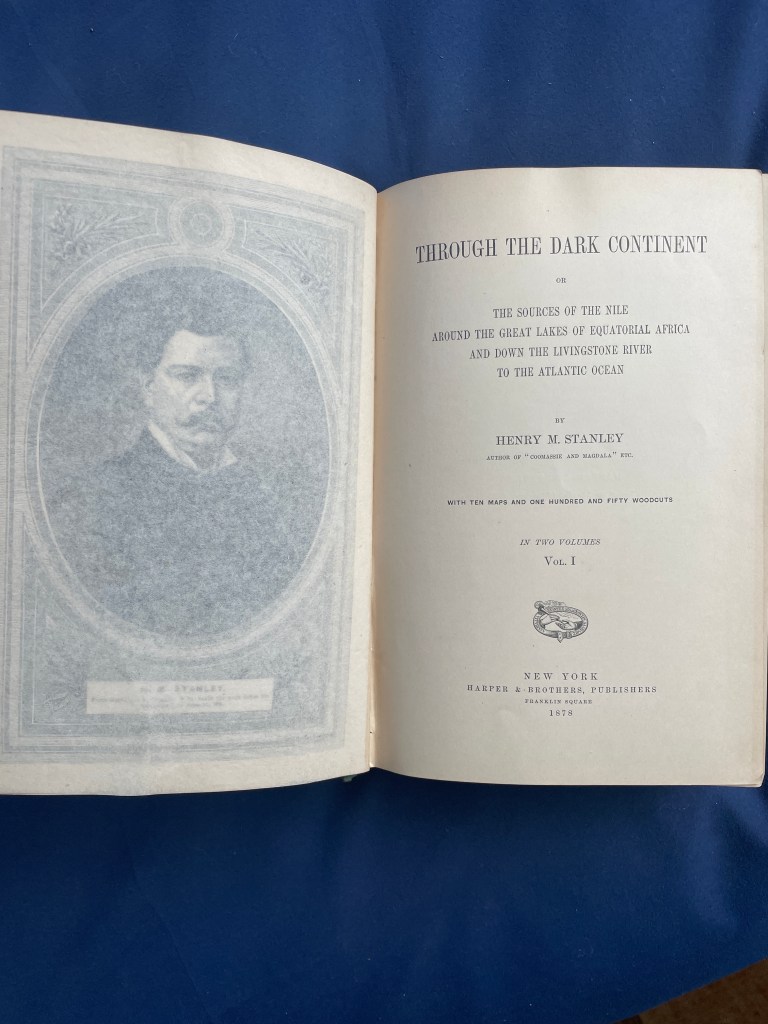 M. STANLEY
THROUGH THE DARK CONTINENT
OR
THE SOURCES OF THE NILE
AROUND THE GREAT LAKES OF EQUATORIAL AFRICA
AND DOWN THE LIVINGSTONE RIVER
TO THE ATLANTIC OCEAN
BY
HENRY M. STANLEY
AUTHOR OF "COOMASSIE AND MAGDALA" ETC.
WITH TEN MAPS AND ONE HUNDRED AND FIFTY WOODCUTS
IN TWO VOLUMES
VOL. I
NEW YORK
HARPER & BROTHERS, PUBLISHERS
FRANKLIN SQUARE
1878